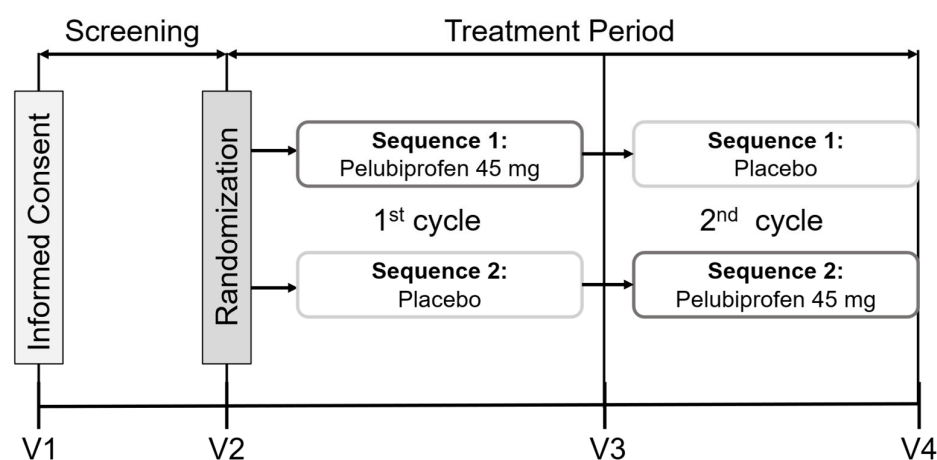 Screening
Treatment Period
Informed Consent
Randomization
Sequence 1:
Pelubiprofen 45 mg
Sequence 1:
Placebo
1st cycle
2nd cycle
Sequence 2:
Placebo
Sequence 2:
Pelubiprofen 45 mg
V1
V2
V3
V4